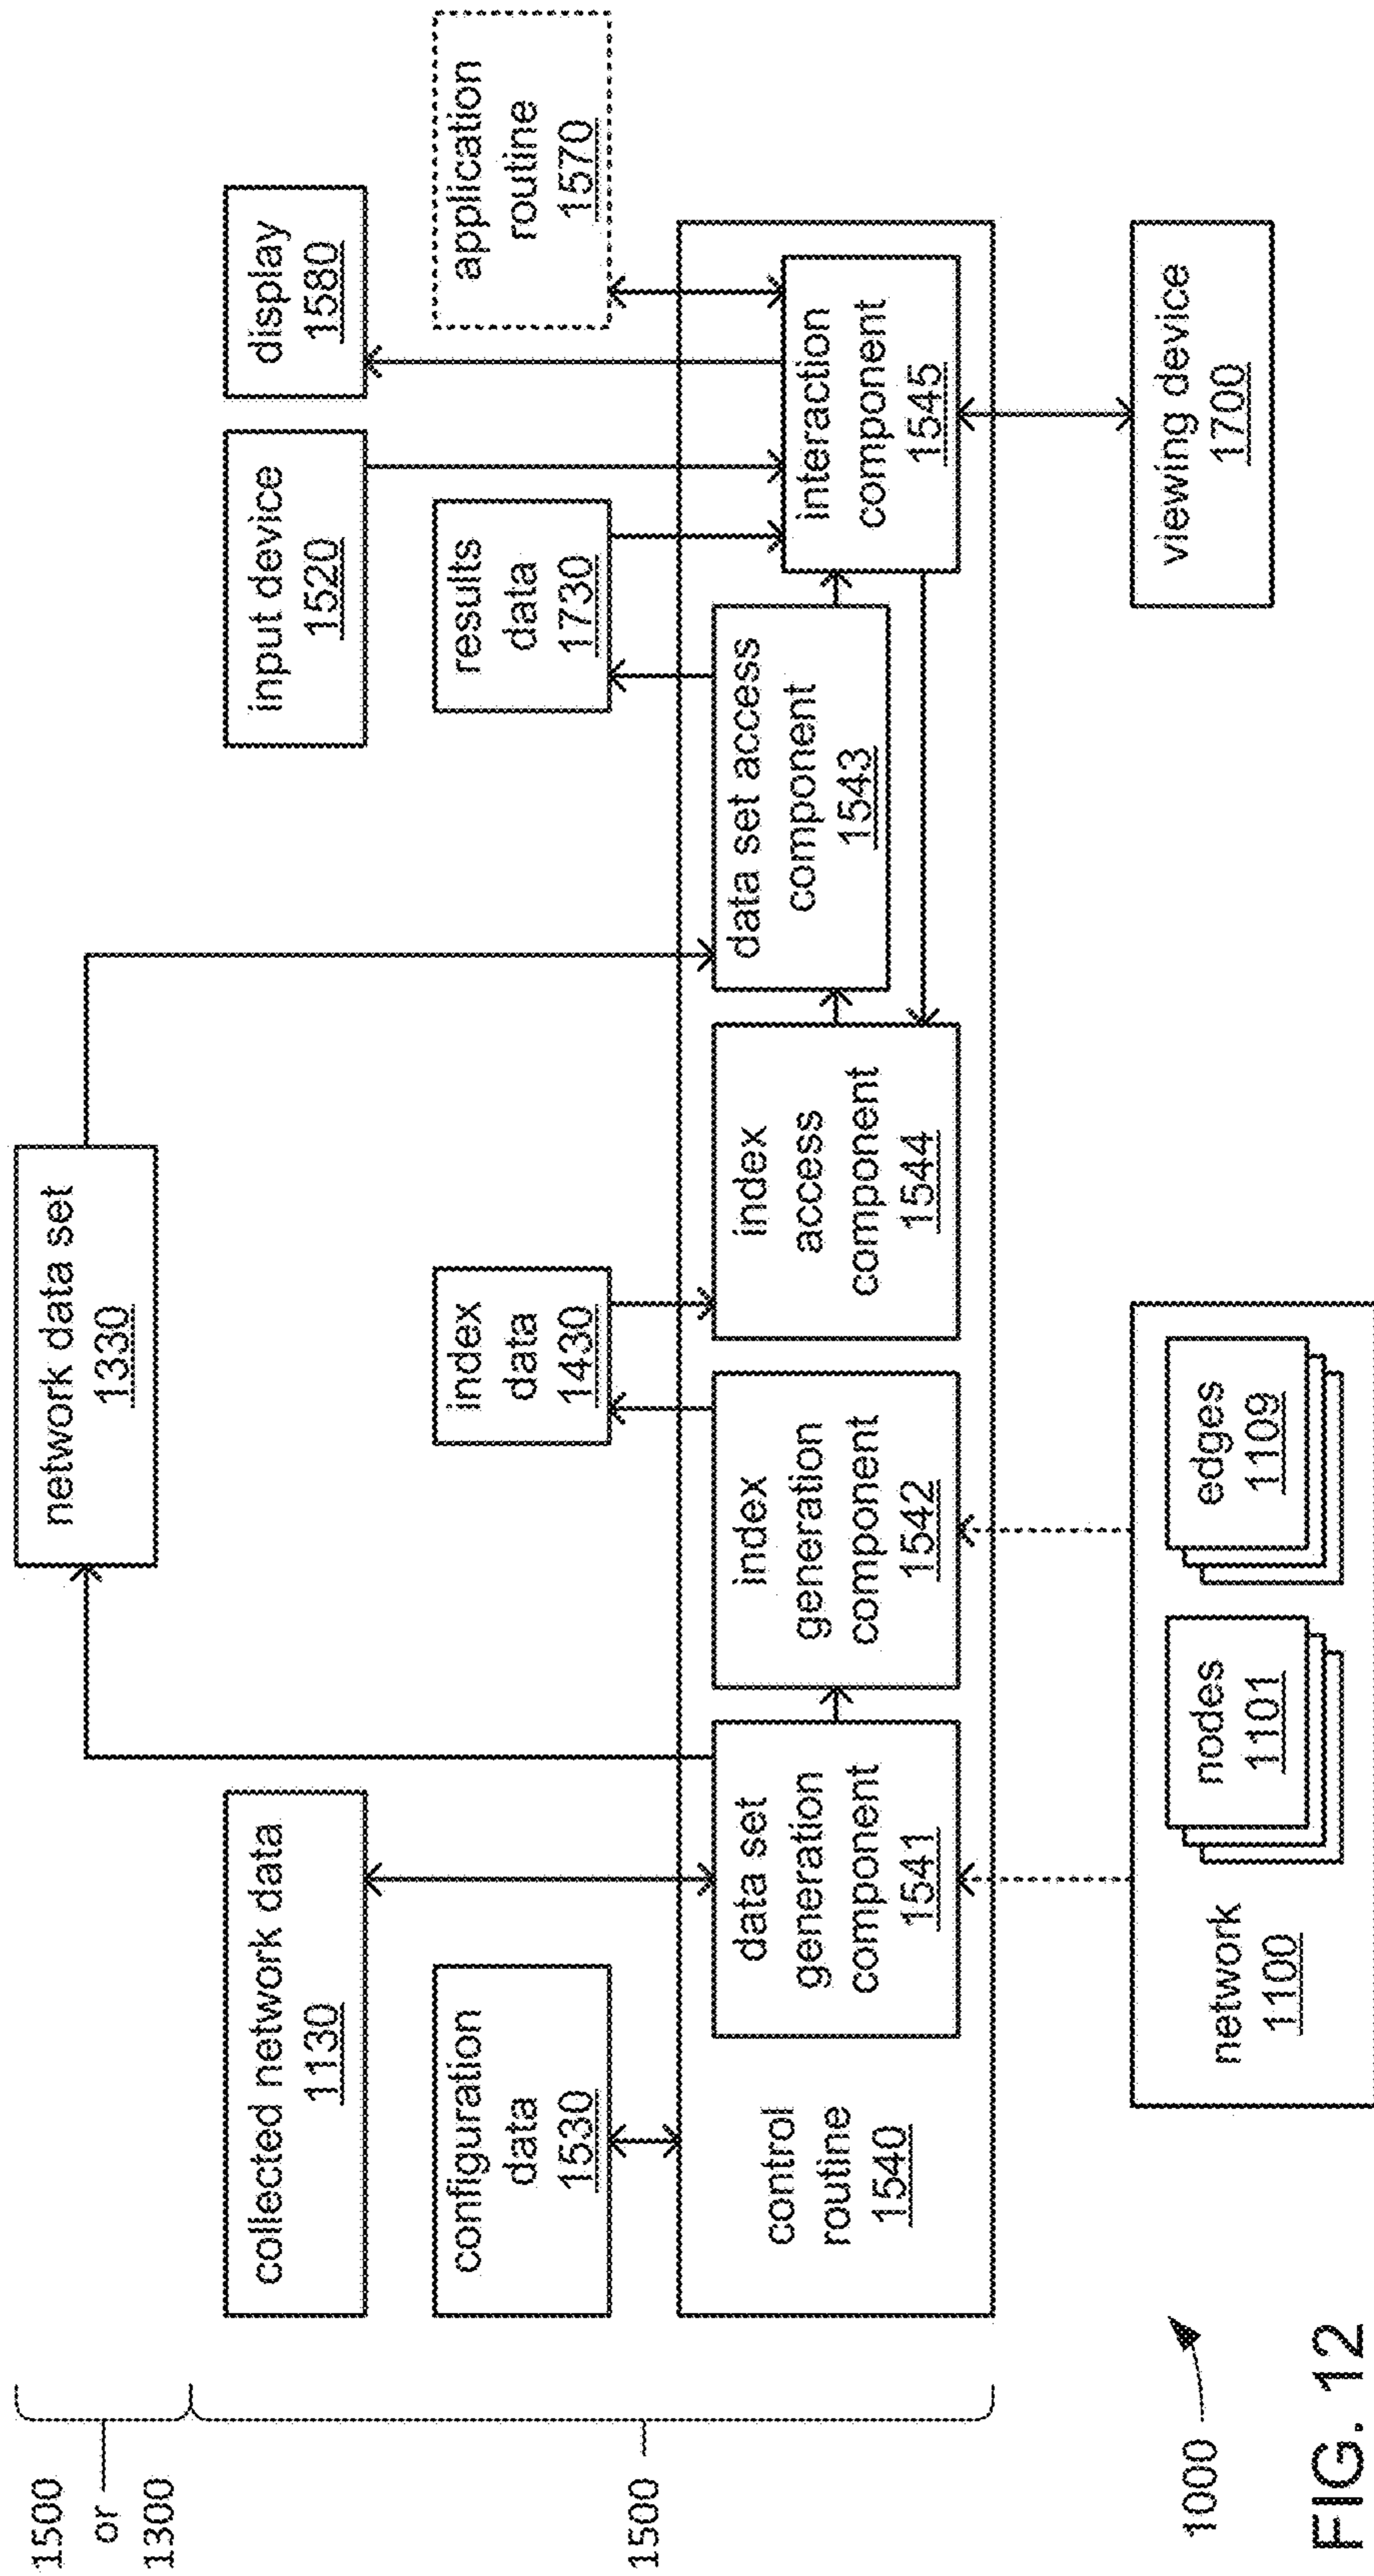 1500
or
1300
network data set
1330
1500
collected network data
1130
input device
1520
display
1580
configuration
data
1530
index
data
1430
results
data
1730
application
routine
1570
control
routine
1540
data set
generation
component
1541
index
generation
component
1542
index
access
component
1544
data set access
component
1543
interaction
component
1545
1000
network
1100
nodes
1101
edges
1109
viewing device
1700
FIG. 12